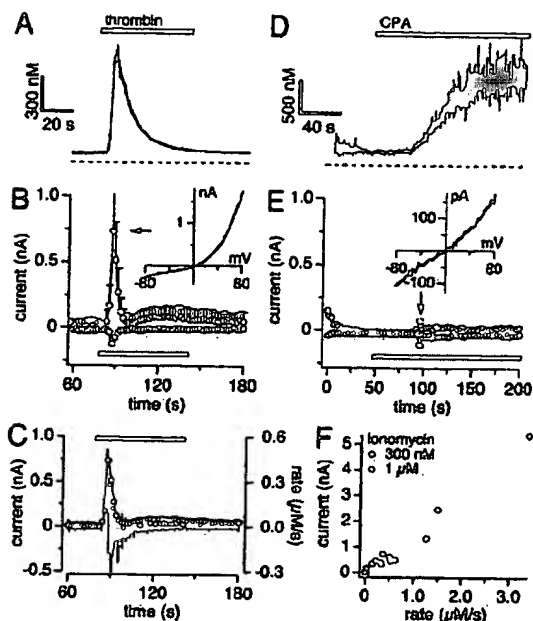 A
thrombin
300 nM
20 s
D
CPA
500 nM
40 s
B
current (nA)
1.0
0.5
0
nA
1
mV
-80
80
60
120
180
time (s)
E
current (nA)
1.0
0.5
0
pA
100
mV
-80
-100
80
0
50
100
150
200
time (s)
C
current (nA)
1.0
0.5
0
-0.5
0.6
0.3
0.0
-0.3
rate (µM/s)
60
120
180
time (s)
F
current (nA)
5
4
3
2
1
0
Ionomycin
300 nM
1 µM
0.0
1.0
2.0
3.0
rate (µM/s)